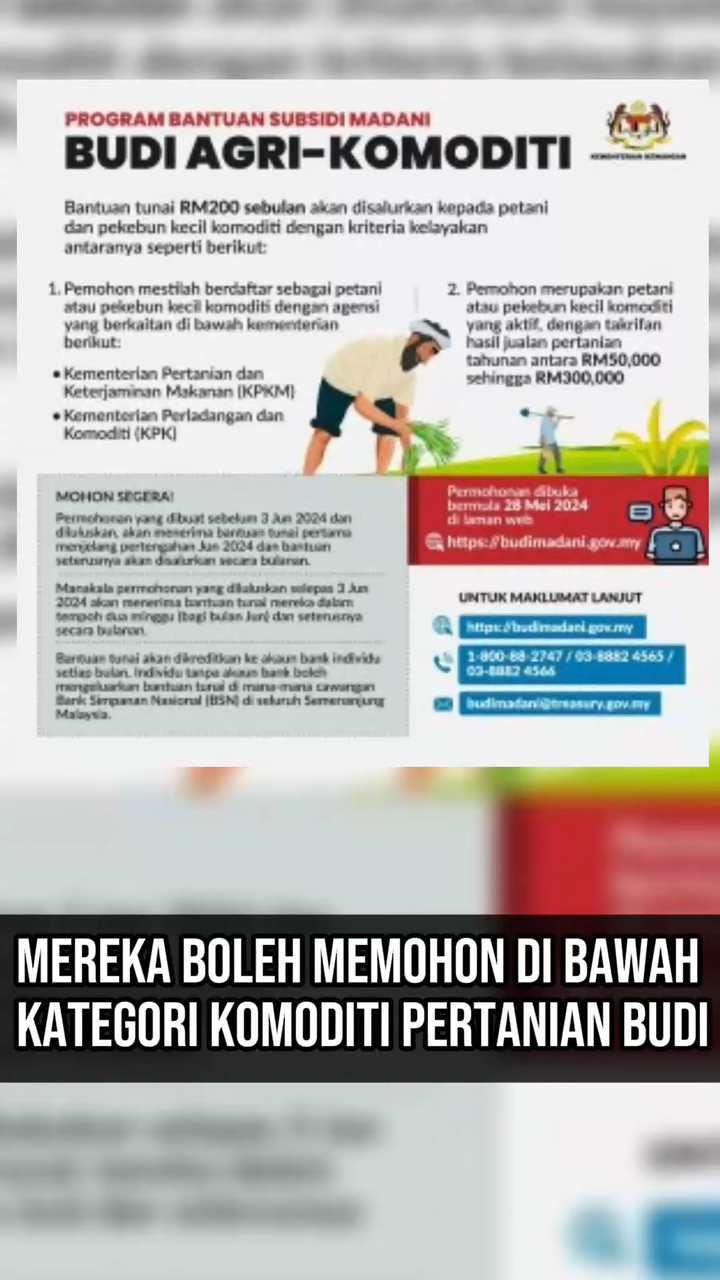 PROGRAM BANTUAN SUBSIDI MADANI
BUDI AGRI-KOMODITI
KEMENTERIAN KEWANGAN
Bantuan tunai RM200 sebulan akan disalurkan kepada petani
dan pekebun kecil komoditi dengan kriteria kelayakan
antaranya seperti berikut:
1. Pemohon mestilah berdaftar sebagai petani
atau pekebun kecil komoditi dengan agensi
yang berkaitan di bawah kementerian
berikut:
• Kementerian Pertanian dan
Keterjaminan Makanan (KPKM)
• Kementerian Perladangan dan
Komoditi (KPK)
2. Pemohon merupakan petani
atau pekebun kecil komoditi
yang aktif, dengan takrifan
hasil jualan pertanian
tahunan antara RM50,000
sehingga RM300,000
MOHON SEGERA!
Permohonan yang dibuat sebelum 3 Jun 2024 dan
diluluskan, akan menerima bantuan tunai pertama
menjelang pertengahan Jun 2024 dan bantuan
seterusnya akan disalurkan secara bulanan.
Manakala permohonan yang diluluskan selepas 3 Jun
2024 akan menerima bantuan tunai mereka dalam
tempoh dua minggu (bagi bulan Jun) dan seterusnya
secara bulanan.
Bantuan tunai akan dikreditkan ke akaun bank individu
setiap bulan. Individu tanpa akaun bank boleh
mengeluarkan bantuan tunai di mana-mana cawangan
Bank Simpanan Nasional (BSN) di seluruh Semenanjung
Malaysia.
Permohonan dibuka
bermula 28 Mei 2024
di laman web
https://budimadani.gov.my
UNTUK MAKLUMAT LANJUT
https://budimadani.gov.my
1-800-88-2747 / 03-8882 4565 /
03-8882 4566
budimadani@treasury.gov.my
MEREKA BOLEH MEMOHON DI BAWAH
KATEGORI KOMODITI PERTANIAN BUDI